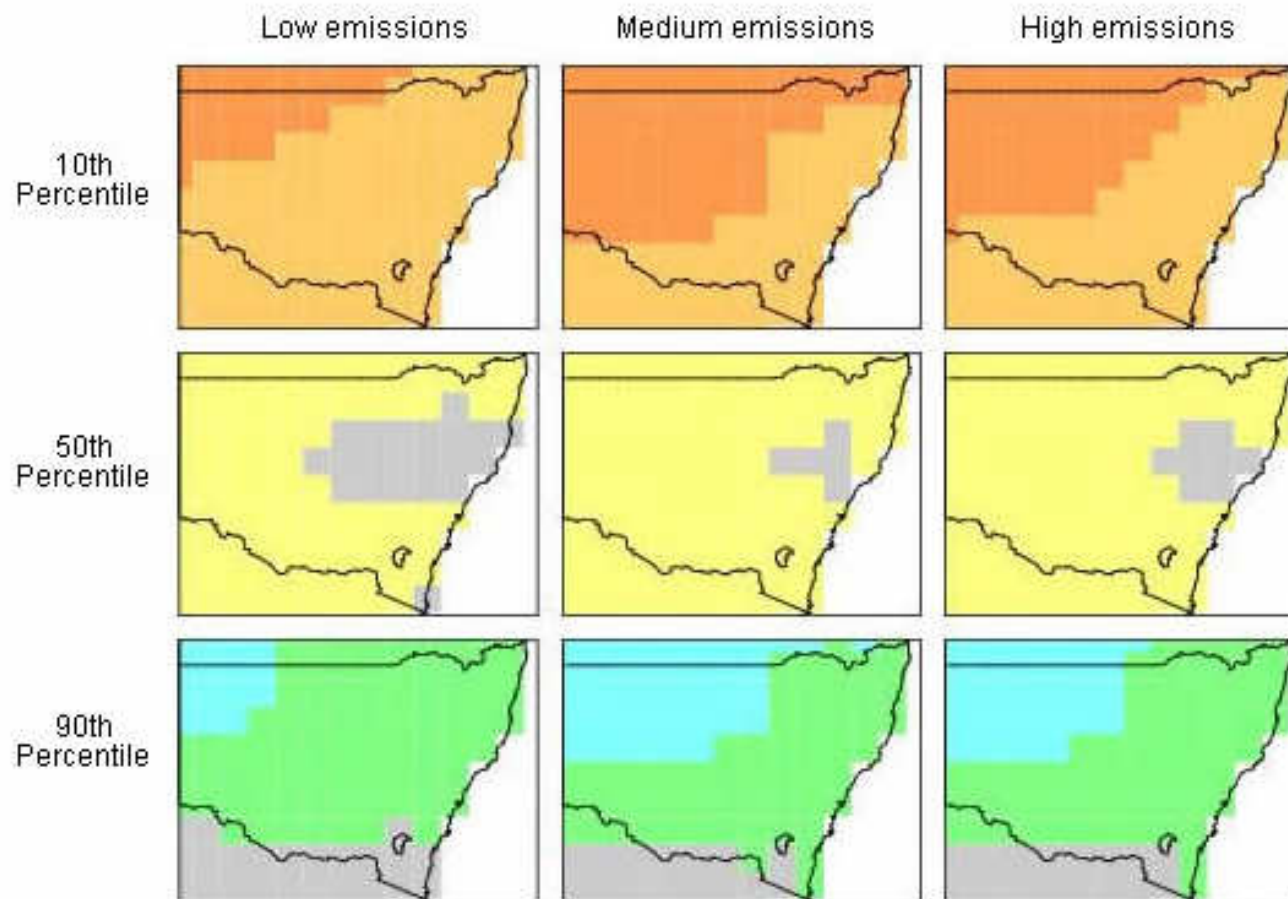 Low emissions
Medium emissions
High emissions
10th
Percentile
50th
Percentile
90th
Percentile